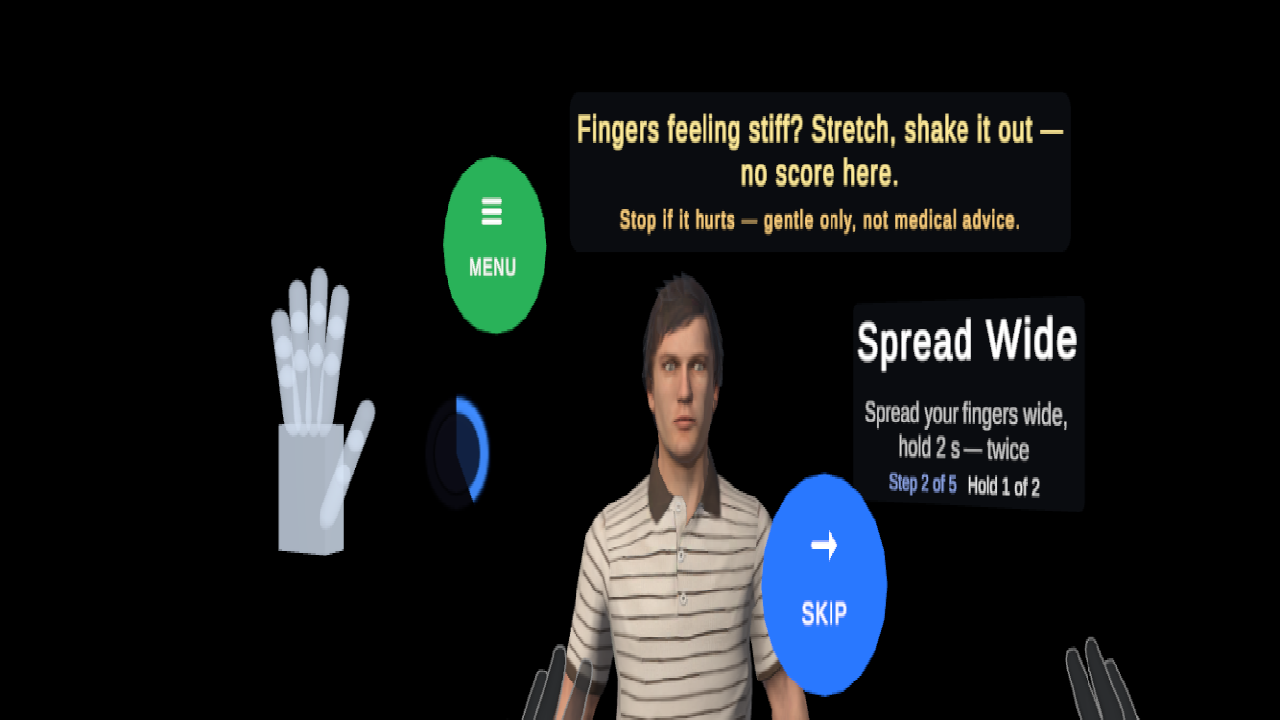 Fingers feeling stiff? Stretch, shake it out —
no score here.
Stop if it hurts — gentle only, not medical advice.
MENU
Spread Wide
Spread your fingers wide,
hold 2 s — twice
Step 2 of 5 Hold 1 of 2
SKIP